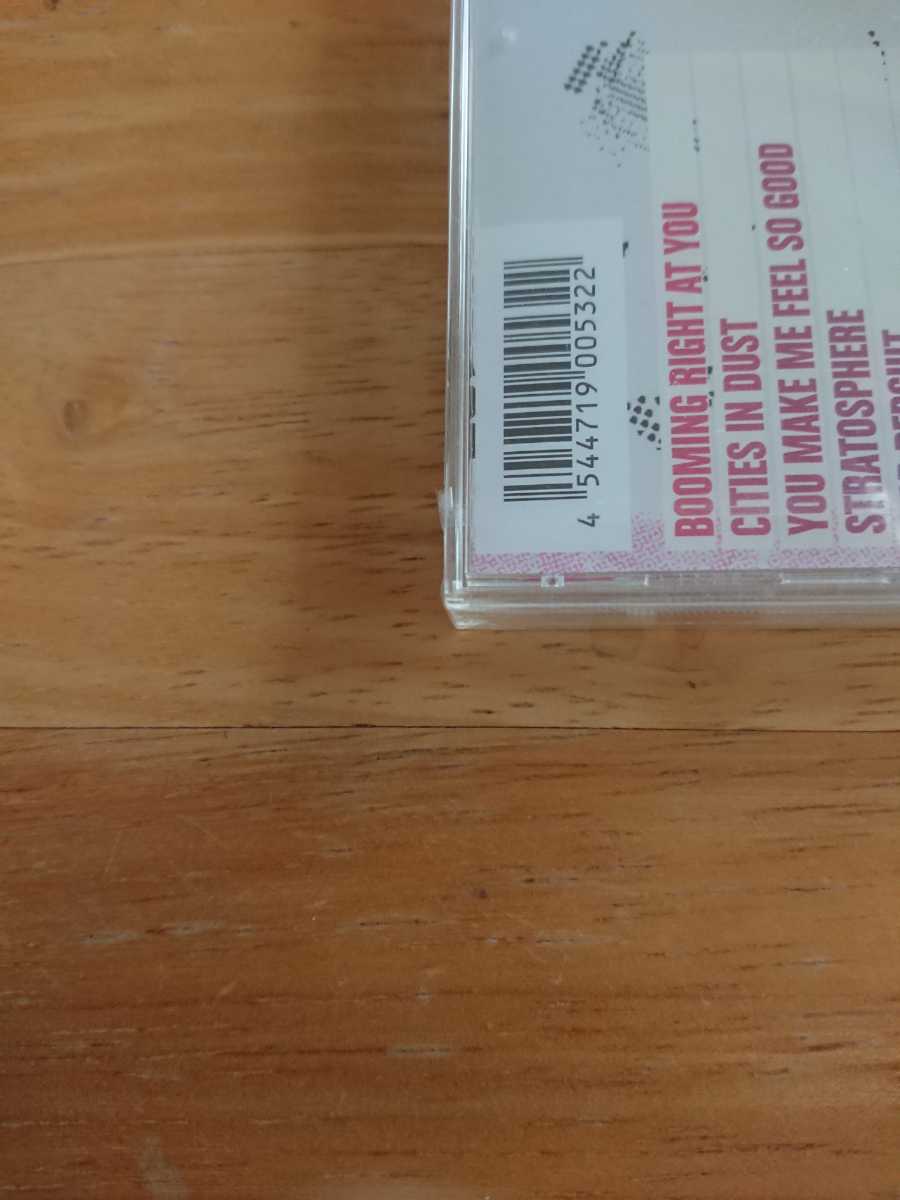 4 544719 005322
BOOMING RIGHT AT YOU
CITIES IN DUST
YOU MAKE ME FEEL SO GOOD
STRATOSPHERE